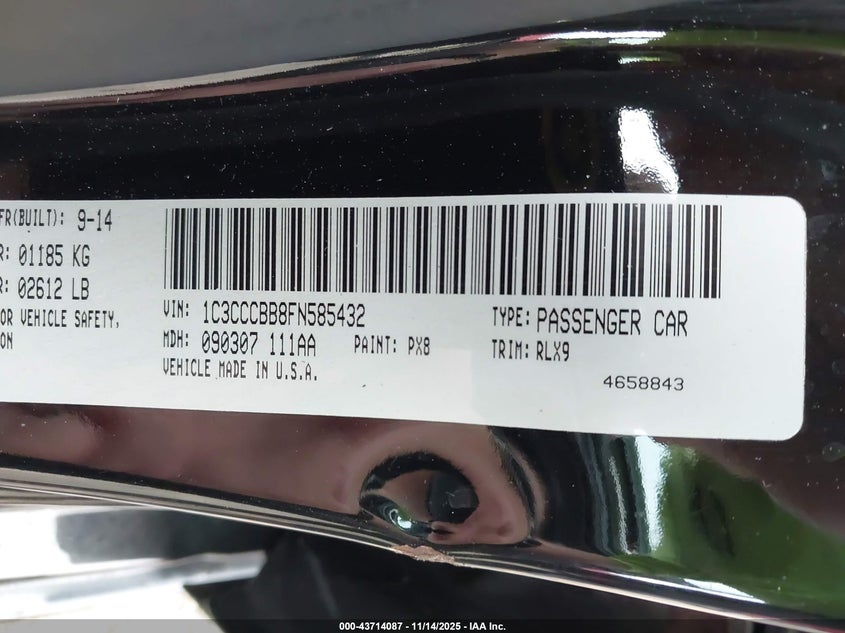 FR(BUILT): 9-14
R: 01185 KG
R: 02612 LB
OR VEHICLE SAFETY,
ON
VIN: 1C3CCCBB8FN585432
TYPE: PASSENGER CAR
MDH: 090307 111AA
PAINT: PX8
TRIM: RLX9
VEHICLE MADE IN U.S.A.
4658843
000-43714087 - 11/14/2025 - IAA Inc.